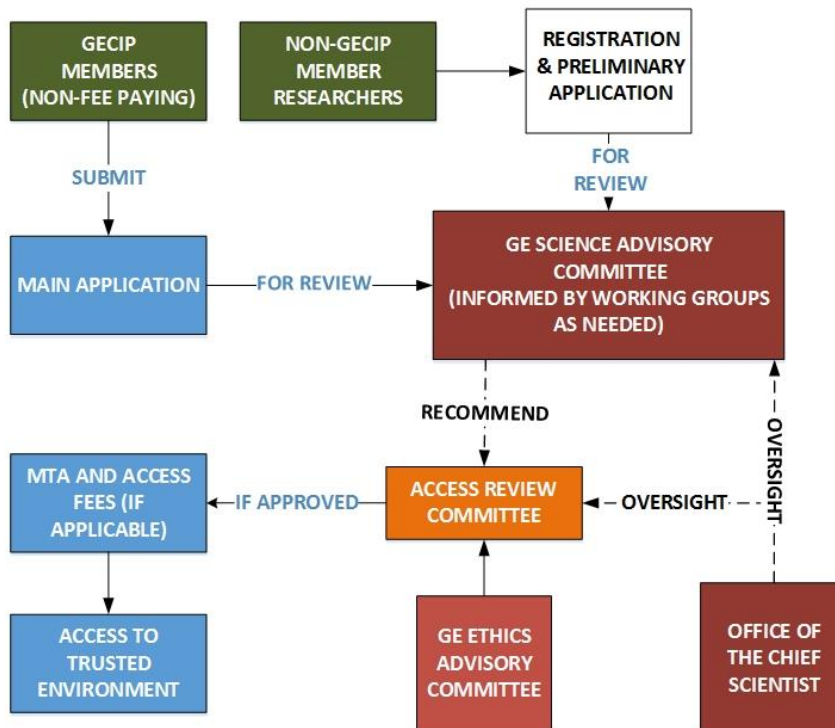 GECIP
MEMBERS
(NON-FEE PAYING)
NON-GECIP
MEMBER
RESEARCHERS
REGISTRATION
& PRELIMINARY
APPLICATION
SUBMIT
FOR
REVIEW
MAIN APPLICATION
FOR REVIEW
GE SCIENCE ADVISORY
COMMITTEE
(INFORMED BY WORKING GROUPS
AS NEEDED)
RECOMMEND
MTA AND ACCESS
FEES (IF
APPLICABLE)
IF APPROVED
ACCESS REVIEW
COMMITTEE
OVERSIGHT
OVERSIGHT
ACCESS TO
TRUSTED
ENVIRONMENT
GE ETHICS
ADVISORY
COMMITTEE
OFFICE OF
THE CHIEF
SCIENTIST